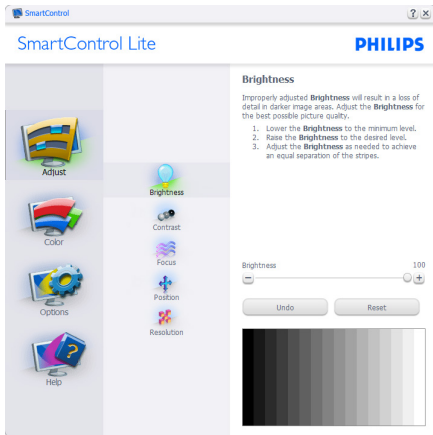 SmartControl
SmartControl Lite
PHILIPS
Adjust
Color
Options
Help
Brightness
Contrast
Focus
Position
Resolution
Brightness
Improperly adjusted Brightness will result in a loss of
detail in darker image areas. Adjust the Brightness for
the best possible picture quality.
1. Lower the Brightness to the minimum level.
2. Raise the Brightness to the desired level.
3. Adjust the Brightness as needed to achieve
an equal separation of the stripes.
Brightness 100
Undo Reset